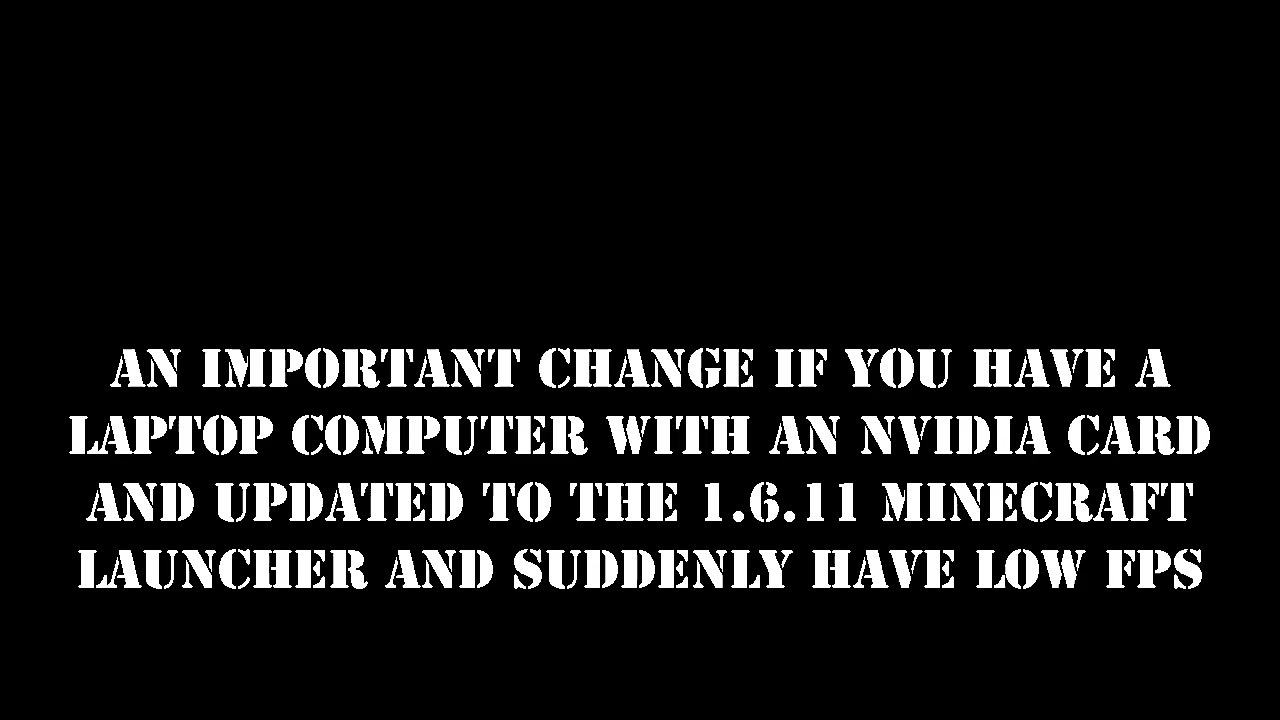 AN IMPORTANT CHANGE IF YOU HAVE A
LAPTOP COMPUTER WITH AN NVIDIA CARD
AND UPDATED TO THE 1.6.11 MINECRAFT
LAUNCHER AND SUDDENLY HAVE LOW FPS